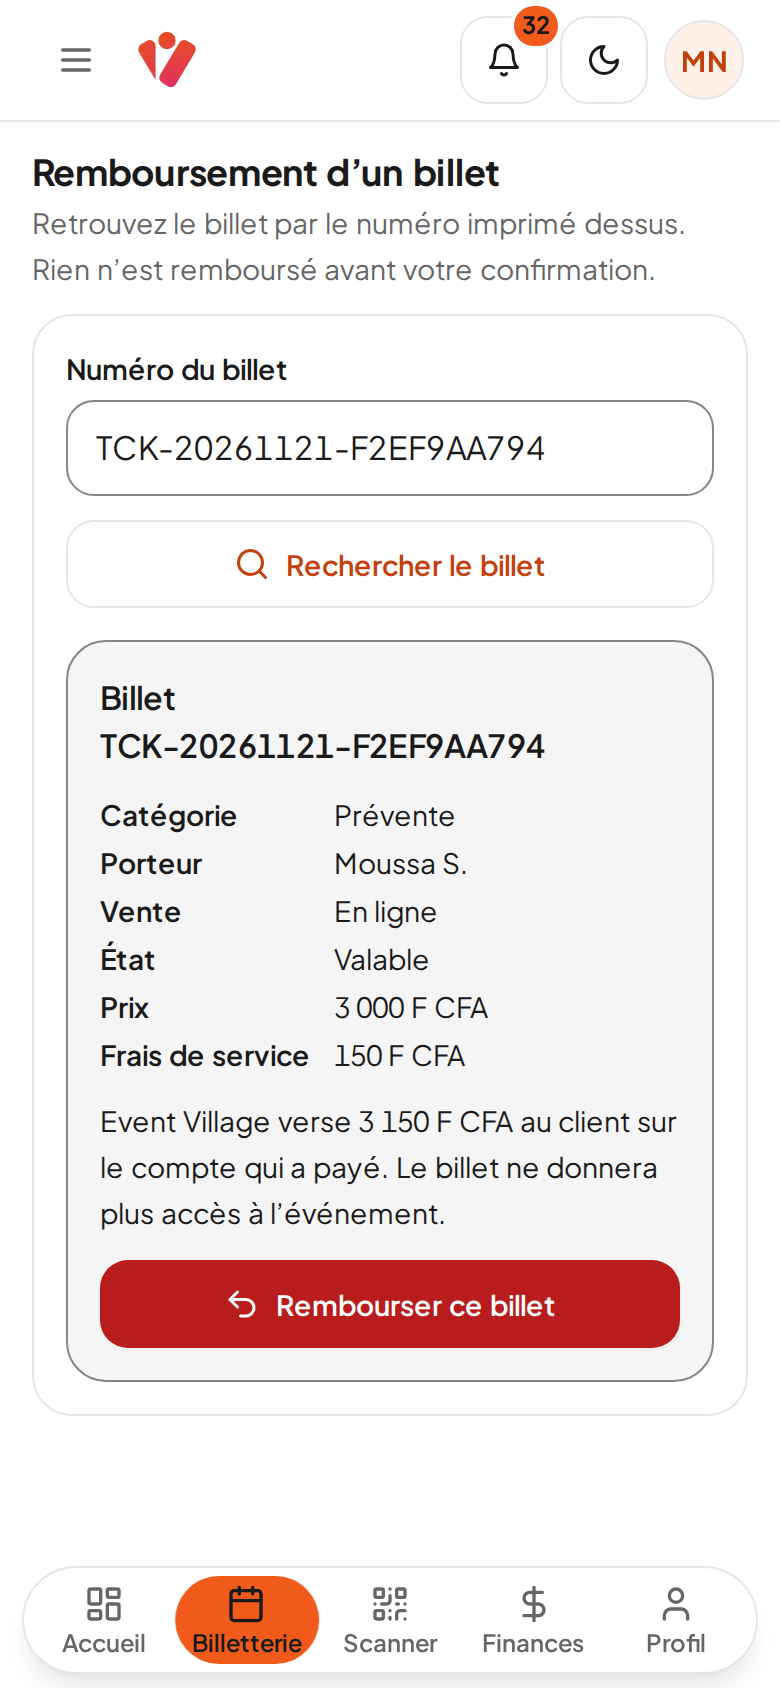 32
MN
Remboursement d’un billet
Retrouvez le billet par le numéro imprimé dessus.
Rien n’est remboursé avant votre confirmation.
Numéro du billet
TCK-20261121-F2EF9AA794
Rechercher le billet
Billet
TCK-20261121-F2EF9AA794
Catégorie Prévente
Porteur Moussa S.
Vente En ligne
État Valable
Prix 3 000 F CFA
Frais de service 150 F CFA
Event Village verse 3 150 F CFA au client sur
le compte qui a payé. Le billet ne donnera
plus accès à l’événement.
Rembourser ce billet
Accueil Billetterie Scanner Finances Profil